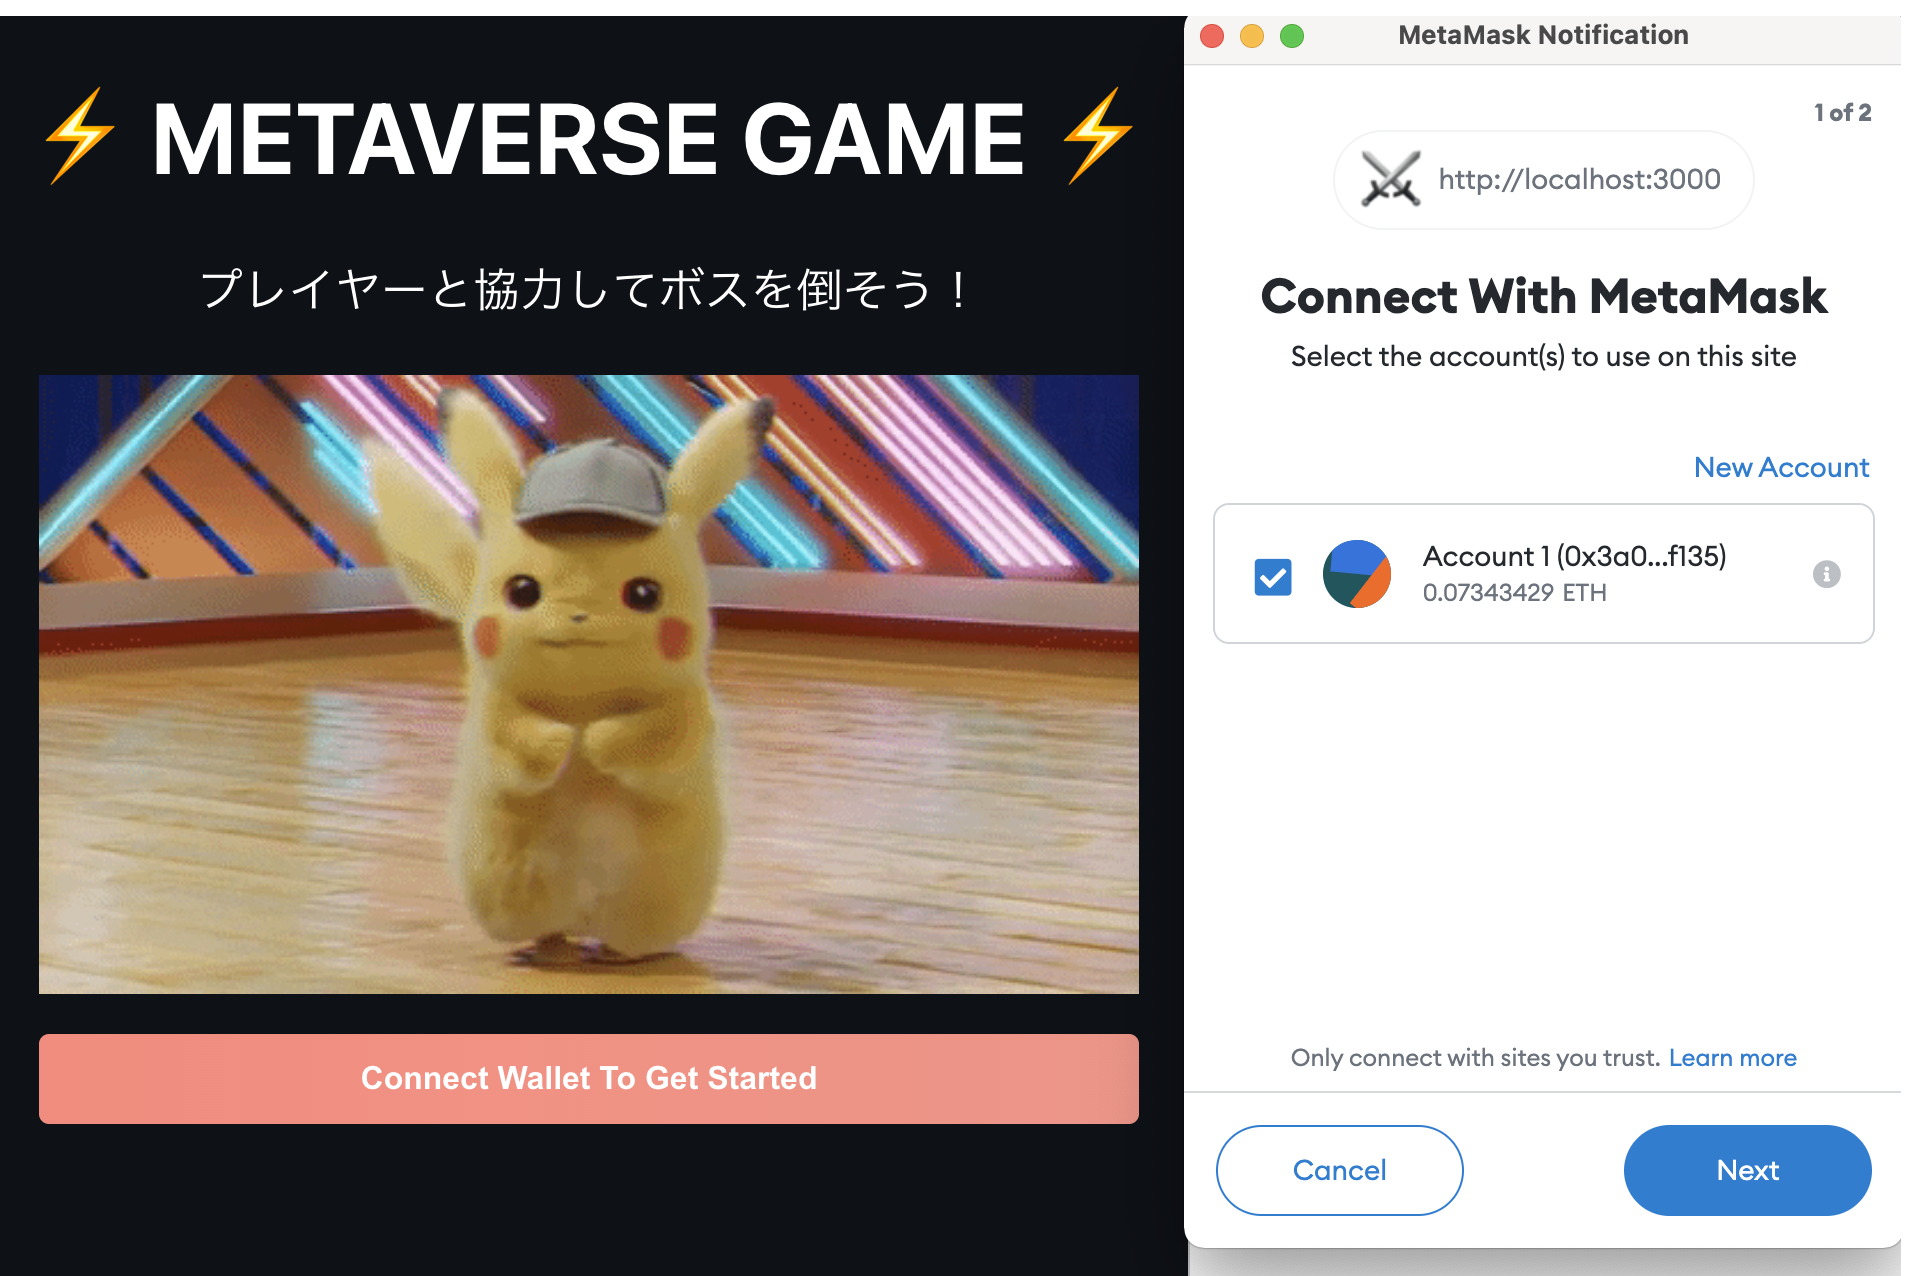 ⚡ METAVERSE GAME ⚡
プレイヤーと協力してボスを倒そう！
Connect Wallet To Get Started
MetaMask Notification
1 of 2
http://localhost:3000
Connect With MetaMask
Select the account(s) to use on this site
New Account
Account 1 (0x3a0...f135)
0.07343429 ETH
Only connect with sites you trust. Learn more
Cancel
Next